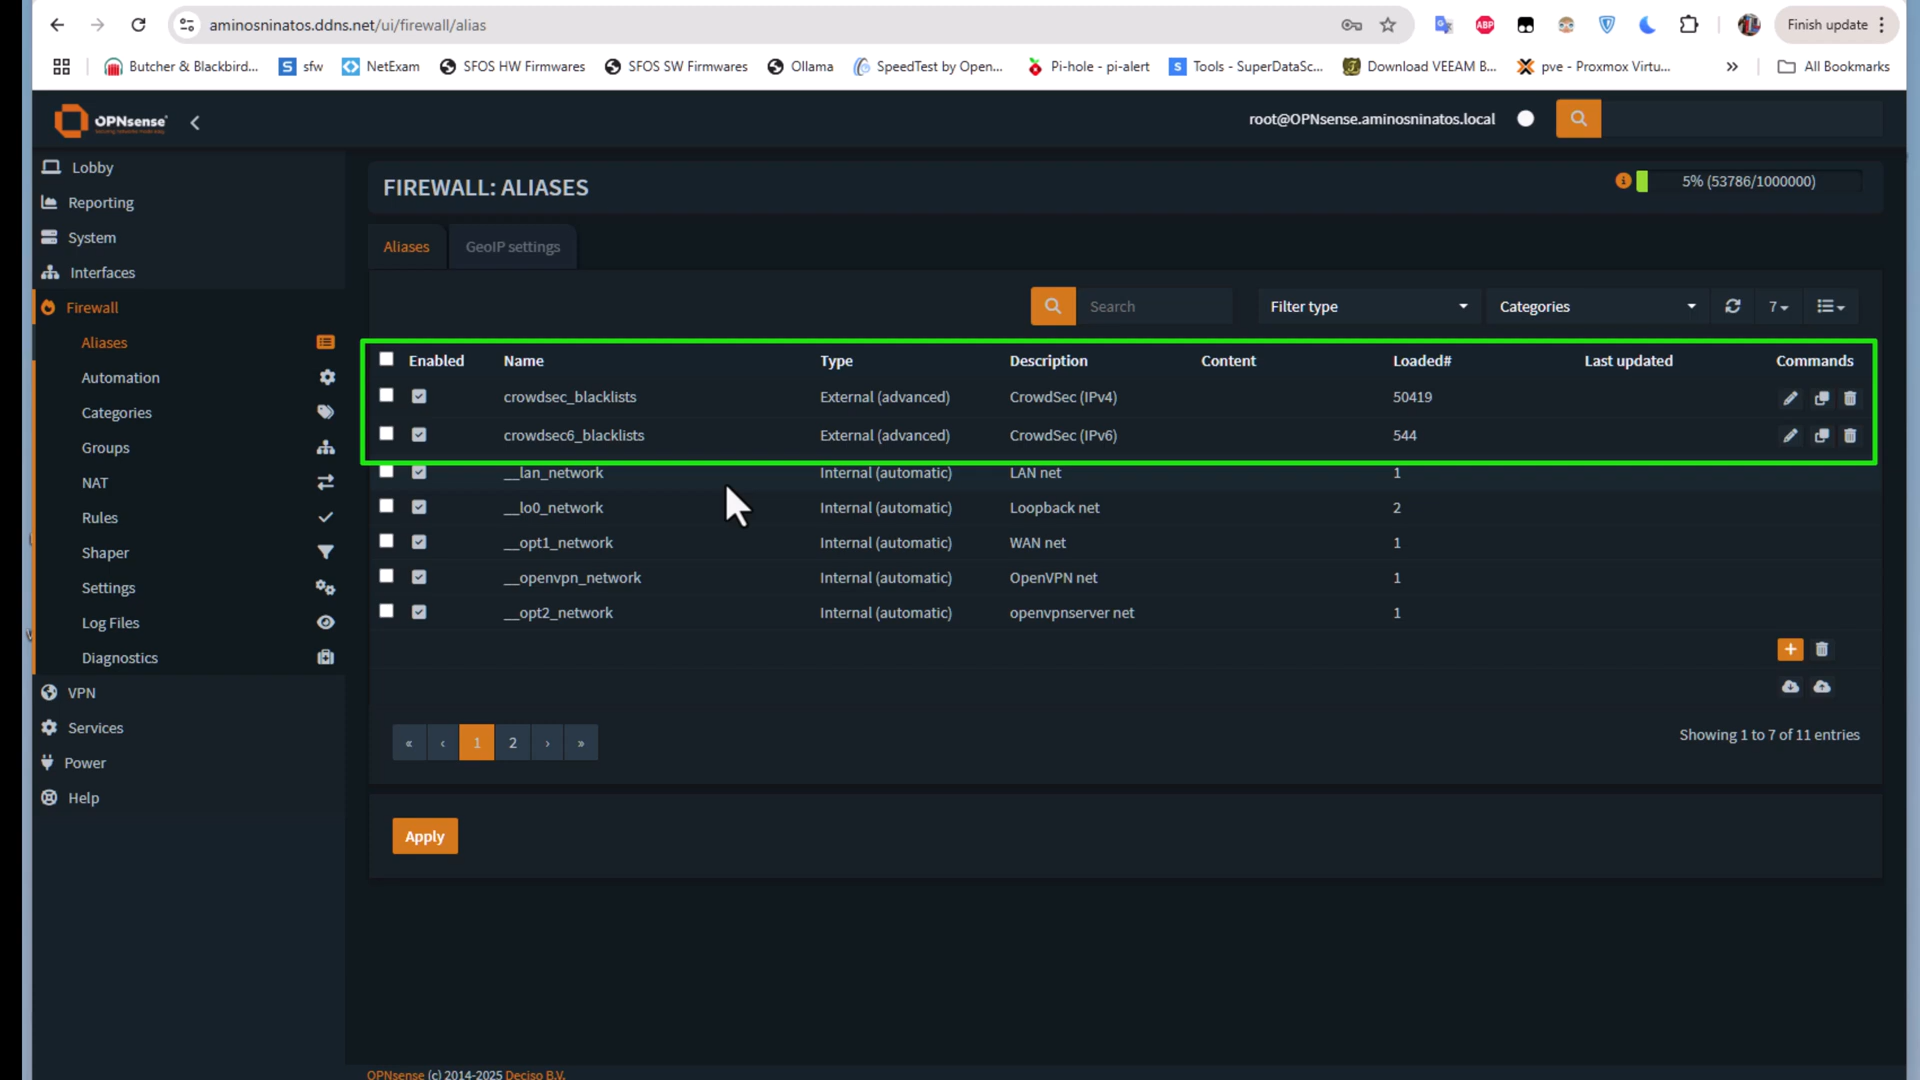 aminosninatos.ddns.net/ui/firewall/alias
ABP
Finish update
Butcher & Blackbird...
S sfw
NetExam
SFOS HW Firmwares
SFOS SW Firmwares
Ollama
SpeedTest by Open...
Pi-hole - pi-alert
S Tools - SuperDataSc...
Download VEEAM B...
pve - Proxmox Virtu...
»
All Bookmarks
OPNsense
root@OPNsense.aminosninatos.local
Lobby
Reporting
System
Interfaces
Firewall
Aliases
Automation
Categories
Groups
NAT
Rules
Shaper
Settings
Log Files
Diagnostics
VPN
Services
Power
Help
FIREWALL: ALIASES
5% (53786/1000000)
Aliases GeoIP settings
Search Filter type Categories 7
Enabled Name Type Description Content Loaded# Last updated Commands
crowdsec_blacklists External (advanced) CrowdSec (IPv4) 50419
crowdsec6_blacklists External (advanced) CrowdSec (IPv6) 544
__lan_network Internal (automatic) LAN net 1
__lo0_network Internal (automatic) Loopback net 2
__opt1_network Internal (automatic) WAN net 1
__openvpn_network Internal (automatic) OpenVPN net 1
__opt2_network Internal (automatic) openvpnserver net 1
« ‹ 1 2 › »
Showing 1 to 7 of 11 entries
Apply
OPNsense (c) 2014-2025 Deciso B.V.